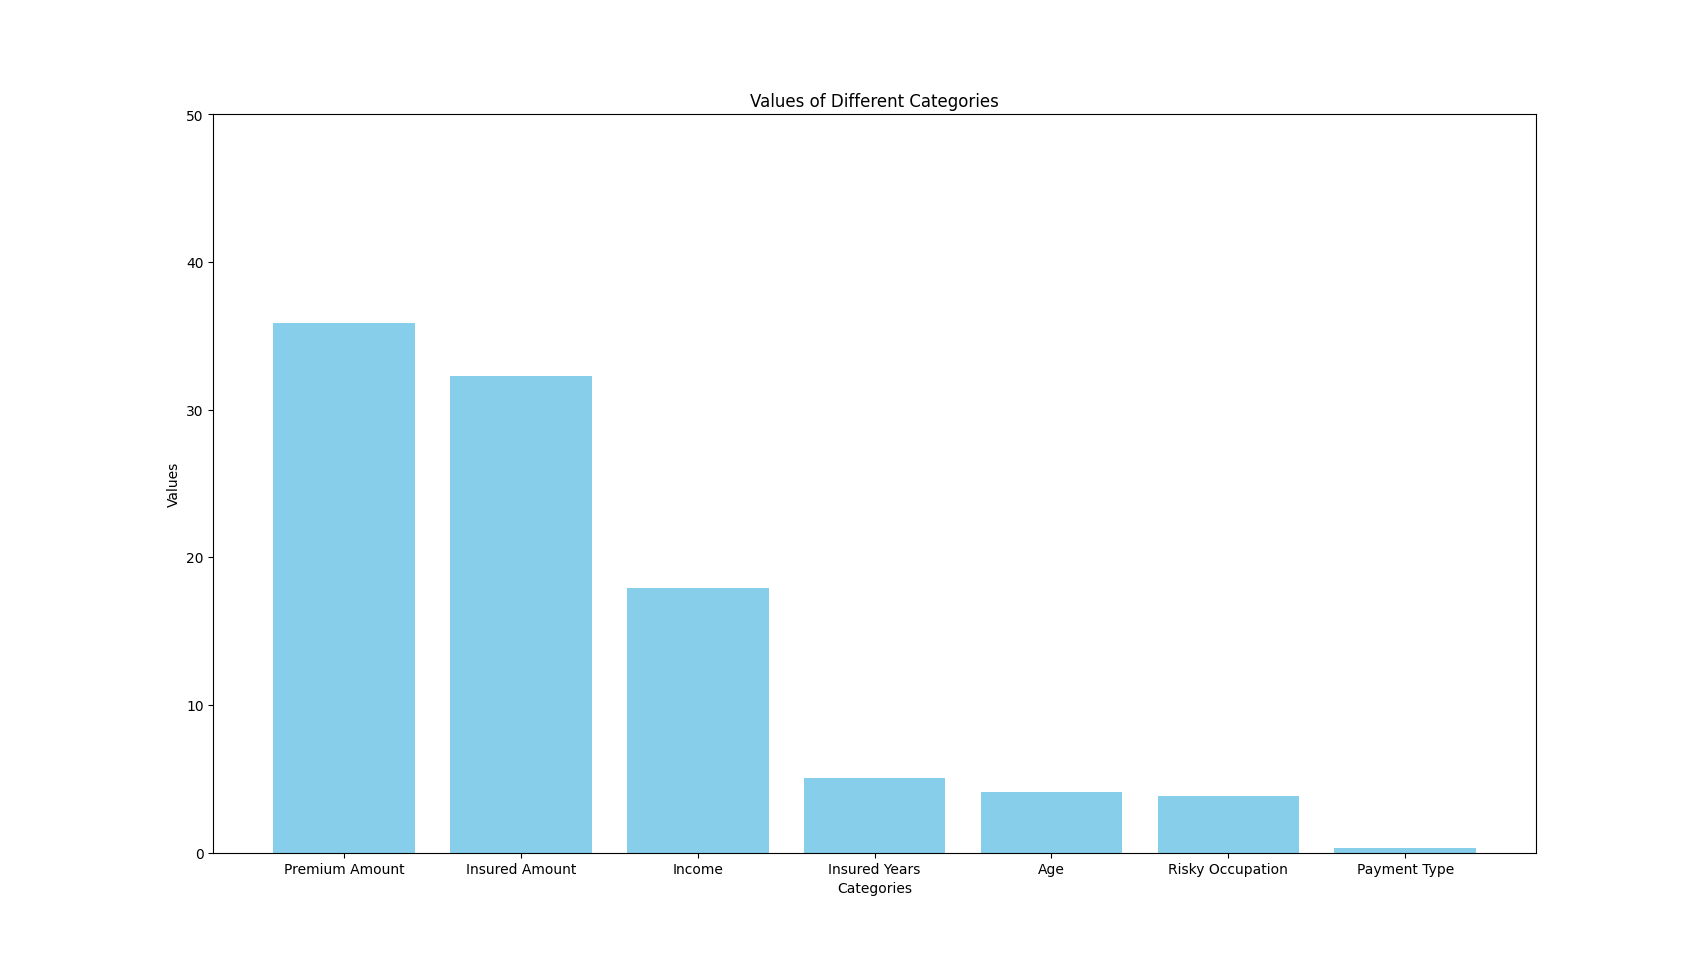 Values of Different Categories
50
40
30
20
10
0
Values
Premium Amount Insured Amount Income Insured Years Age Risky Occupation Payment Type
Categories